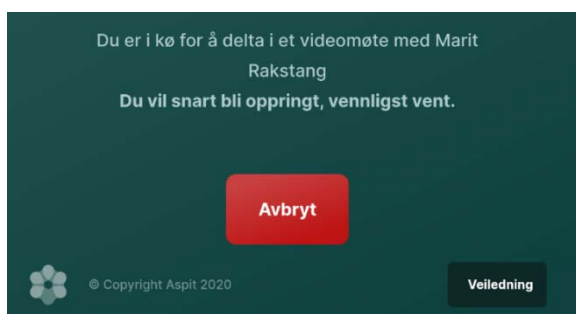 Du er i kø for å delta i et videomøte med Marit
Rakstang
Du vil snart bli oppringt, vennligst vent.
Avbryt
© Copyright Aspit 2020
Veiledning